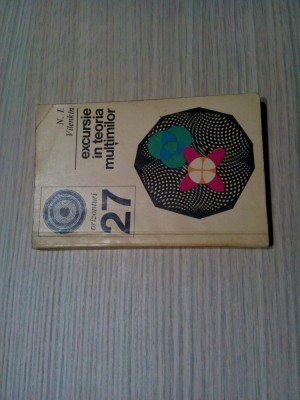 N. I.
Vilenkin
excursie
în teoria
mulțimilor
orizonturi
27